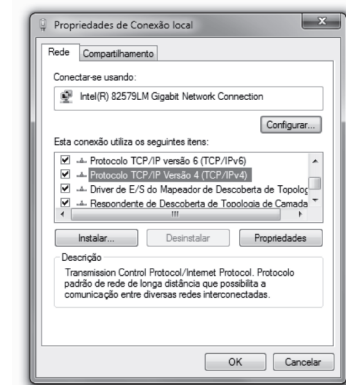 Propriedades de Conexão local
x
Rede
Compartilhamento
Conectar-se usando:
Intel(R) 82579LM Gigabit Network Connection
Configurar...
Esta conexão utiliza os seguintes itens:
Protocolo TCP/IP versão 6 (TCP/IPv6)
Protocolo TCP/IP Versão 4 (TCP/IPv4)
Driver de E/S do Mapeador de Descoberta de Topolog
Respondente de Descoberta de Topologia de Camada
Instalar...
Desinstalar
Propriedades
Descrição
Transmission Control Protocol/Internet Protocol. Protocolo
padrão de rede de longa distância que possibilita a
comunicação entre diversas redes interconectadas.
OK
Cancelar